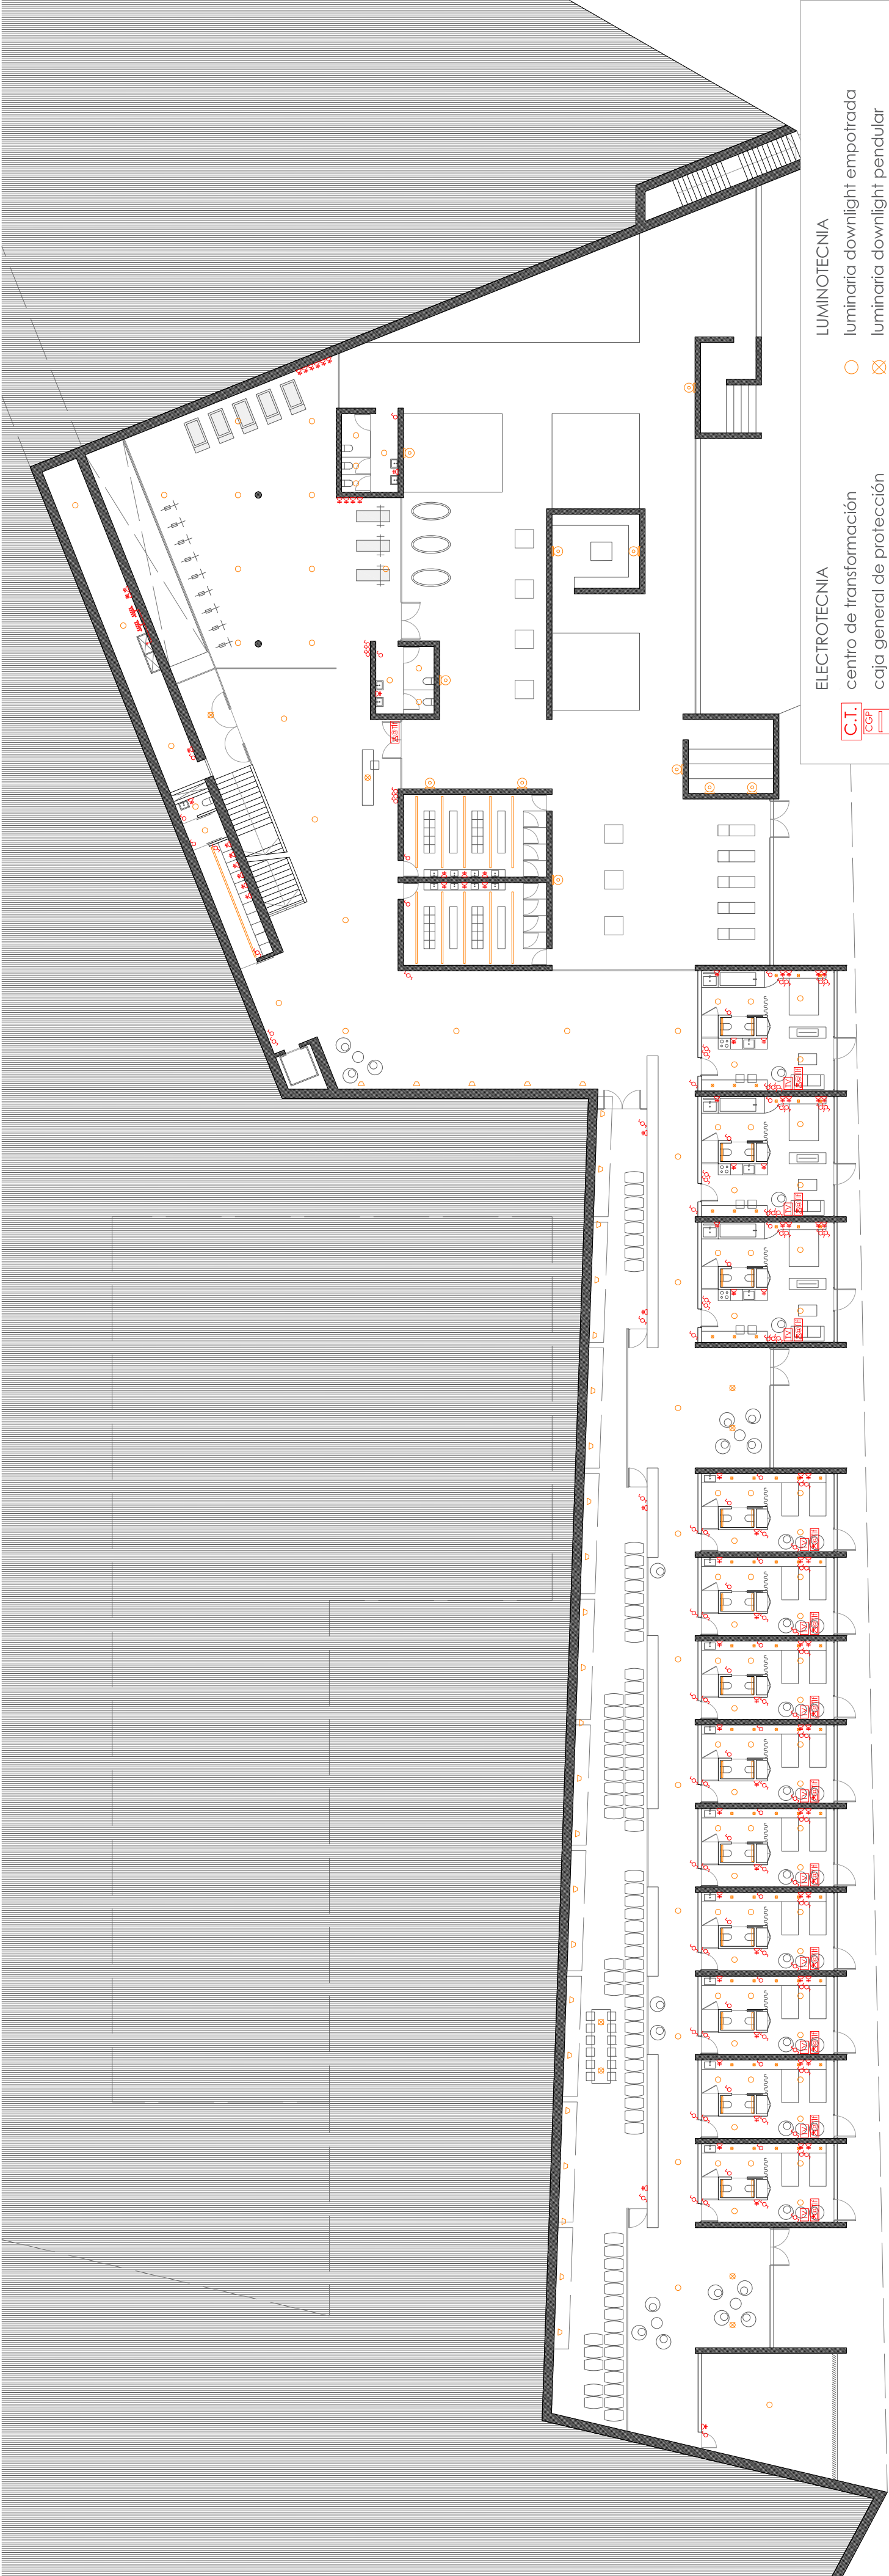 ELECTROTECNIA
C.T. centro de transformación
CGP caja general de protección
LUMINOTECNIA
luminaria downlight empotrada
luminaria downlight pendular